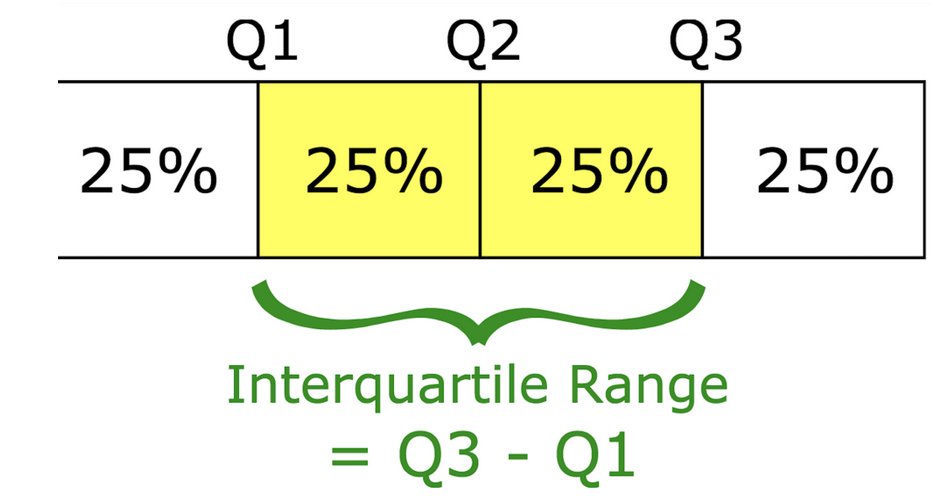 Q1 Q2 Q3
25% 25% 25% 25%
Interquartile Range
= Q3 - Q1